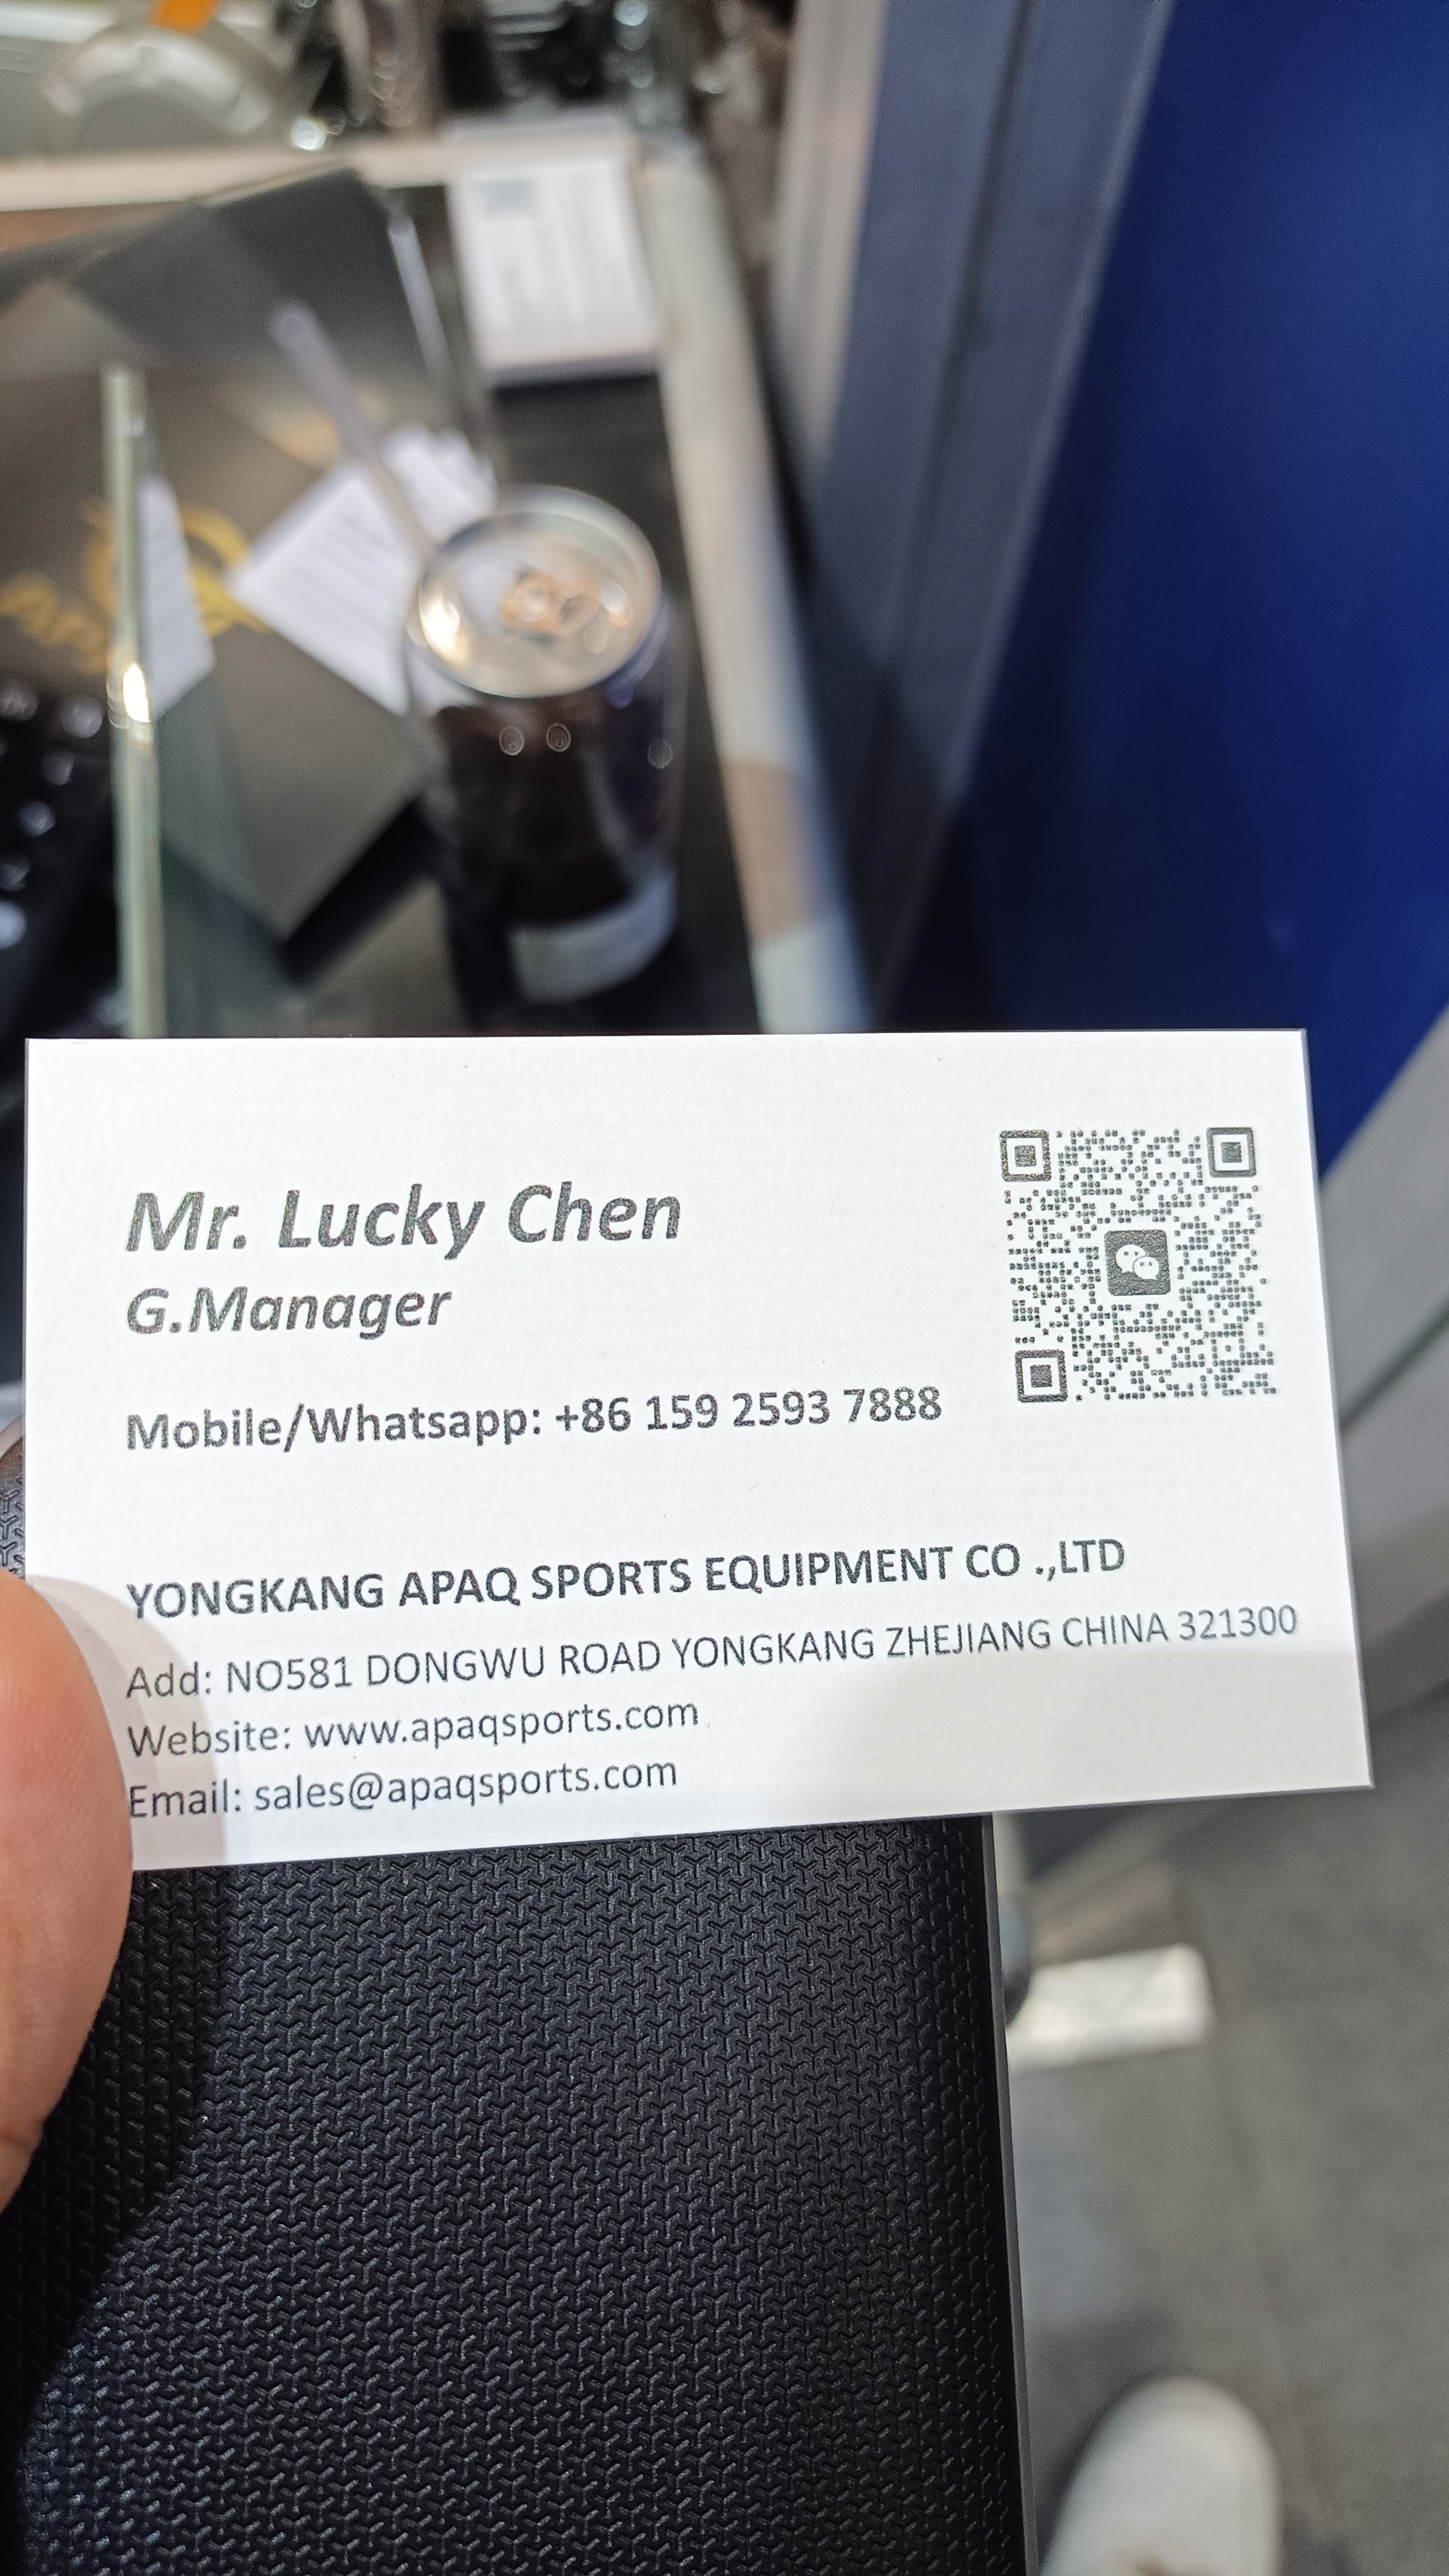 Mr. Lucky Chen
G.Manager
Mobile/Whatsapp: +86 159 2593 7888
YONGKANG APAQ SPORTS EQUIPMENT CO .,LTD
Add: NO581 DONGWU ROAD YONGKANG ZHEJIANG CHINA 321300
Website: www.apaqsports.com
Email: sales@apaqsports.com